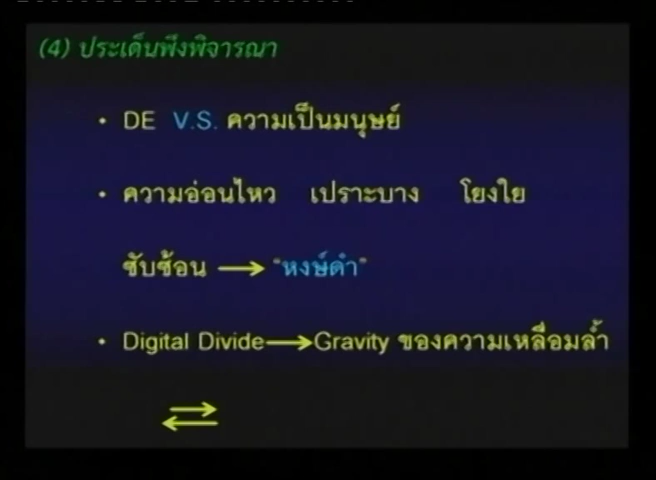 (4) ประเด็นพึงพิจารณา
• DE V.S. ความเป็นมนุษย์
• ความอ่อนไหว เปราะบาง โยงใย
ซับซ้อน → "หงษ์ดำ"
• Digital Divide→Gravity ของความเหลื่อมล้ำ
⇄